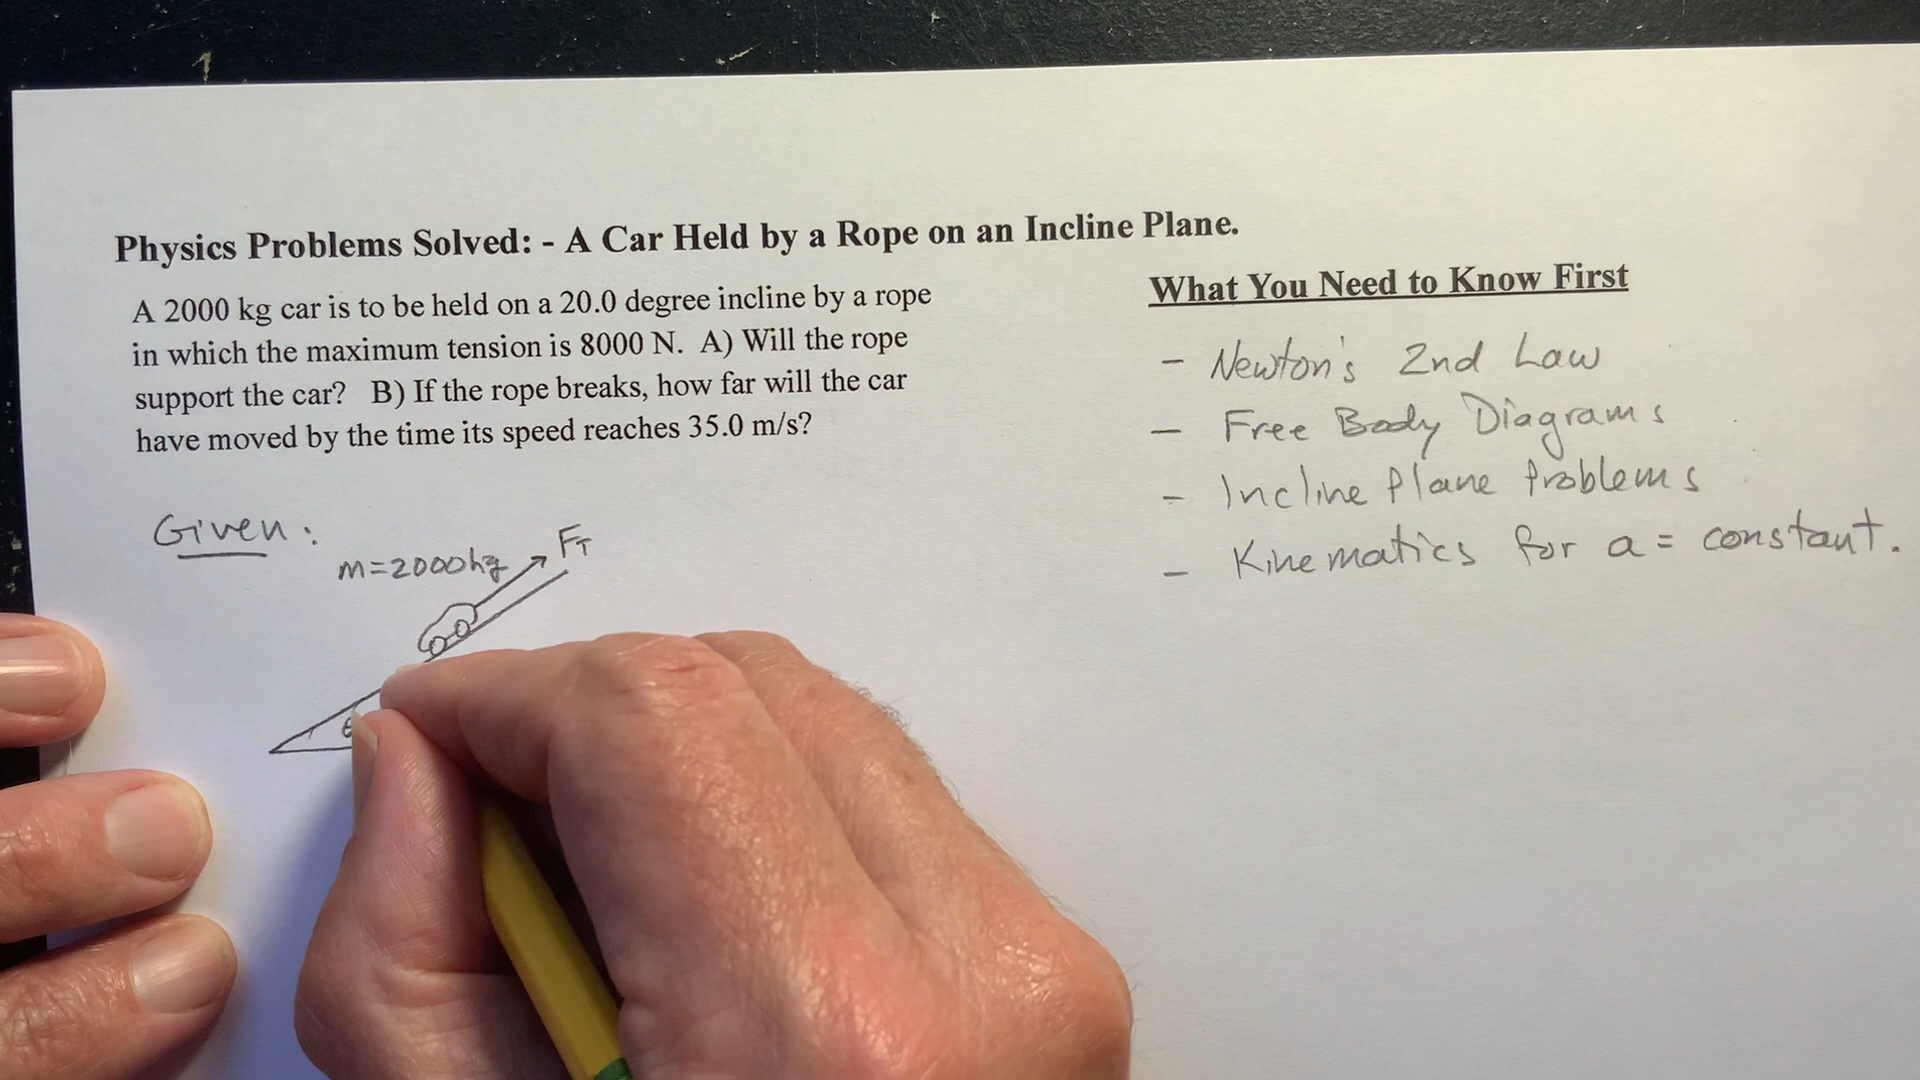 Physics Problems Solved: - A Car Held by a Rope on an Incline Plane.
A 2000 kg car is to be held on a 20.0 degree incline by a rope
in which the maximum tension is 8000 N. A) Will the rope
support the car? B) If the rope breaks, how far will the car
have moved by the time its speed reaches 35.0 m/s?
What You Need to Know First
- Newton's 2nd Law
- Free Body Diagrams
- Incline Plane Problems
- Kinematics for a = constant.
Given:
m=2000kg
FT